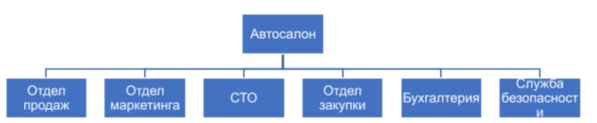 Автосалон
Отдел
продаж
Отдел
маркетинга
СТО
Отдел
закупки
Бухгалтерия
Служба
безопасност
и